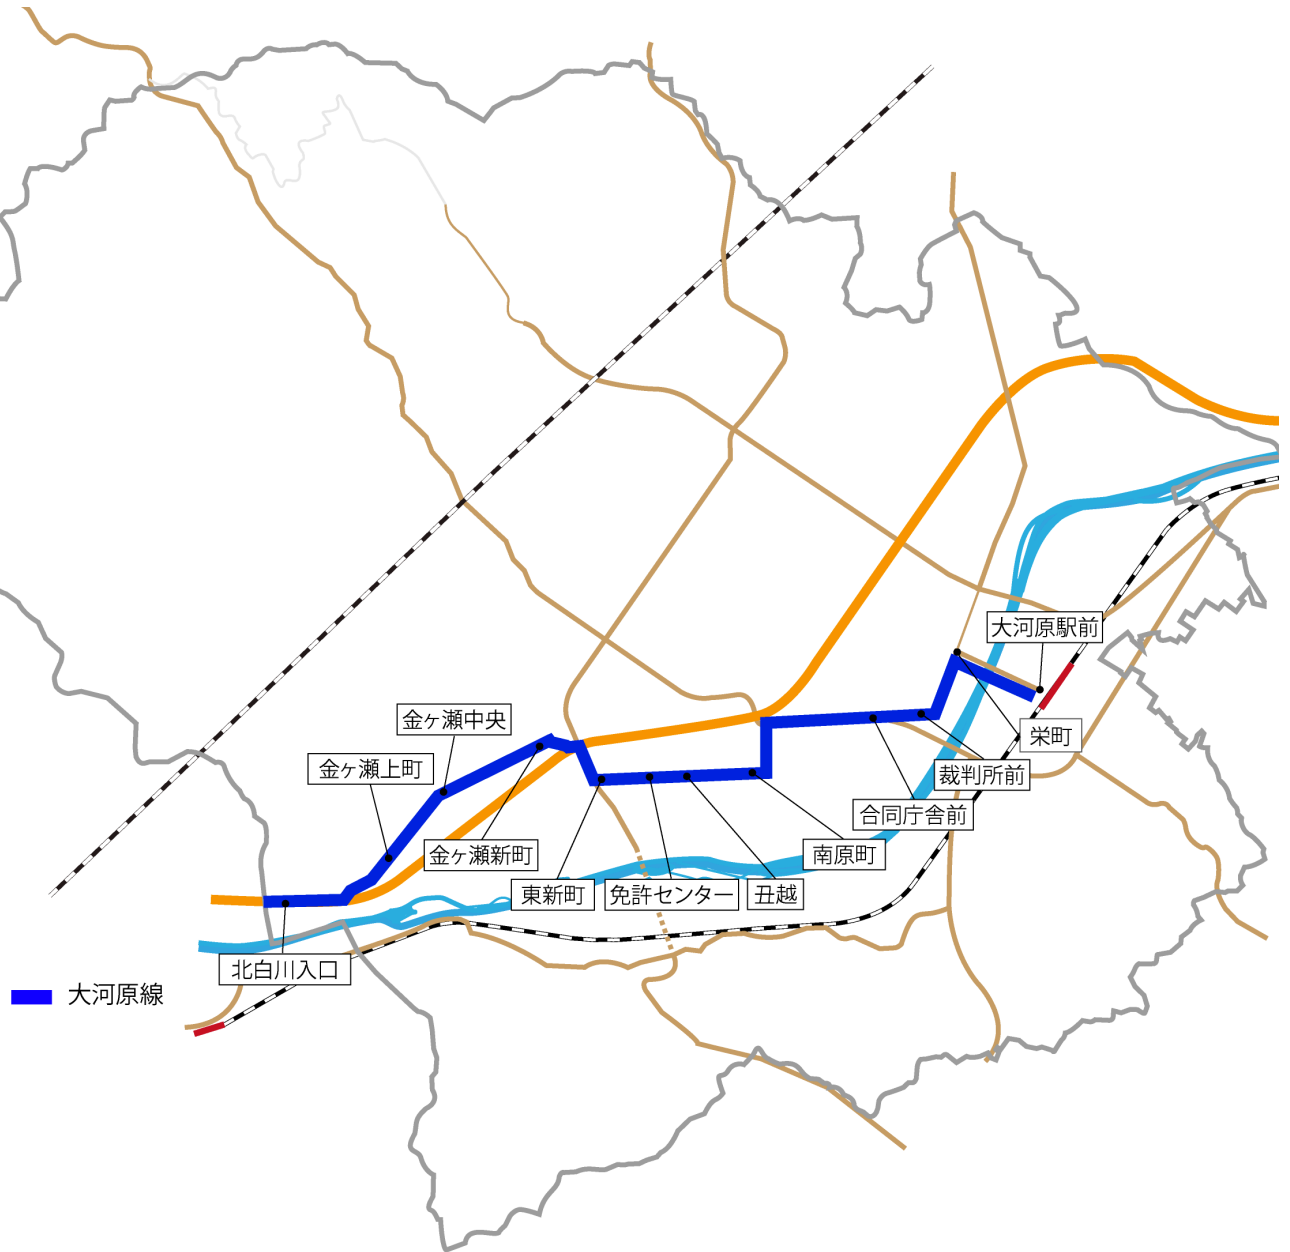 大河原駅前
金ヶ瀬中央
栄町
金ヶ瀬上町
裁判所前
合同庁舎前
金ヶ瀬新町
南原町
東新町
免許センター
丑越
北白川入口
大河原線